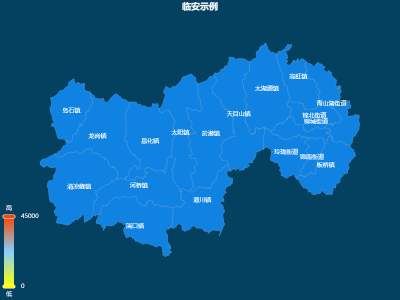 临安示例
高
45000
0
低
岛石镇
龙岗镇
昌化镇
太阳镇
於潜镇
天目山镇
太湖源镇
高虹镇
青山湖街道
锦北街道
锦城街道
玲珑街道
锦南街道
板桥镇
清凉峰镇
河桥镇
湍口镇
潜川镇